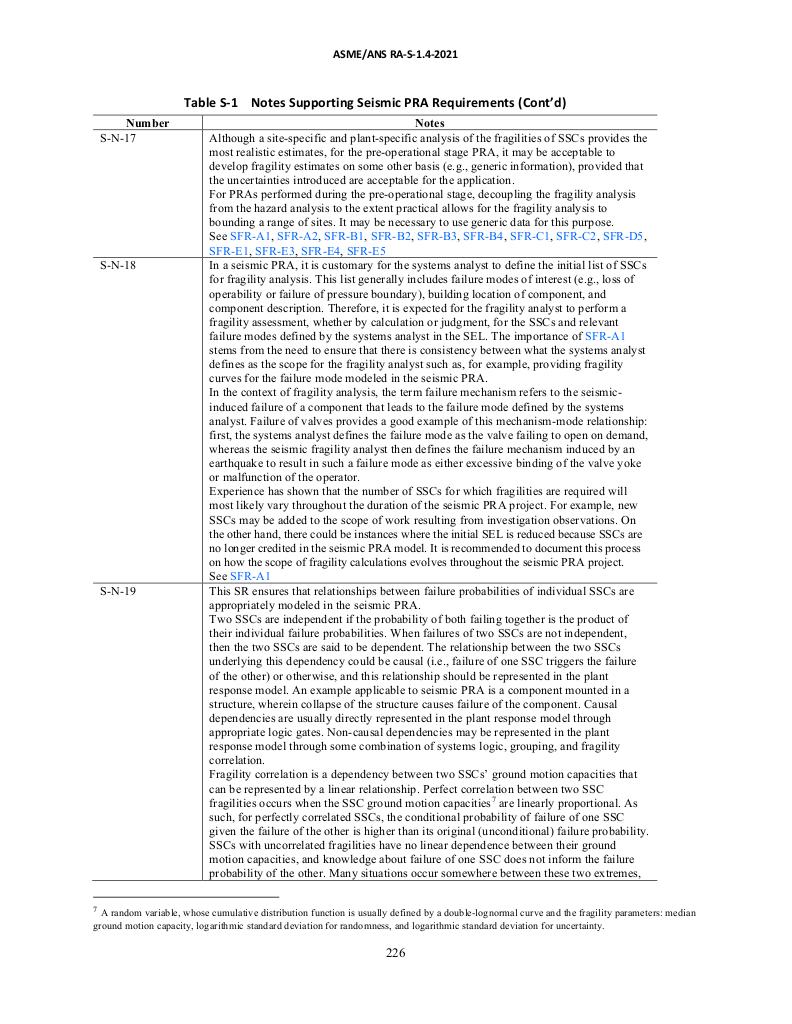 ASME/ANS RA-S-1.4-2021
Table S-1 Notes Supporting Seismic PRA Requirements (Cont'd)
Number Notes
S-N-17 Although a site-specific and plant-specific analysis of the fragilities of SSCs provides the
most realistic estimates, for the pre-operational stage PRA, it may be acceptable to
develop fragility estimates on some other basis (e.g., generic information), provided that
the uncertainties introduced are acceptable for the application.
For PRAs performed during the pre-operational stage, decoupling the fragility analysis
from the hazard analysis to the extent practical allows for the fragility analysis to
bounding a range of sites. It may be necessary to use generic data for this purpose.
See SFR-A1, SFR-A2, SFR-B1, SFR-B2, SFR-B3, SFR-B4, SFR-C1, SFR-C2, SFR-D5,
SFR-E1, SFR-E3, SFR-E4, SFR-E5
S-N-18 In a seismic PRA, it is customary for the systems analyst to define the initial list of SSCs
for fragility analysis. This list generally includes failure modes of interest (e.g., loss of
operability or failure of pressure boundary), building location of component, and
component description. Therefore, it is expected for the fragility analyst to perform a
fragility assessment, whether by calculation or judgment, for the SSCs and relevant
failure modes defined by the systems analyst in the SEL. The importance of SFR-A1
stems from the need to ensure that there is consistency between what the systems analyst
defines as the scope for the fragility analyst such as, for example, providing fragility
curves for the failure mode modeled in the seismic PRA.
In the context of fragility analysis, the term failure mechanism refers to the seismic-
induced failure of a component that leads to the failure mode defined by the systems
analyst. Failure of valves provides a good example of this mechanism-mode relationship:
first, the systems analyst defines the failure mode as the valve failing to open on demand,
whereas the seismic fragility analyst then defines the failure mechanism induced by an
earthquake to result in such a failure mode as either excessive binding of the valve yoke
or malfunction of the operator.
Experience has shown that the number of SSCs for which fragilities are required will
most likely vary throughout the duration of the seismic PRA project. For example, new
SSCs may be added to the scope of work resulting from investigation observations. On
the other hand, there could be instances where the initial SEL is reduced because SSCs are
no longer credited in the seismic PRA model. It is recommended to document this process
on how the scope of fragility calculations evolves throughout the seismic PRA project.
See SFR-A1
S-N-19 This SR ensures that relationships between failure probabilities of individual SSCs are
appropriately modeled in the seismic PRA.
Two SSCs are independent if the probability of both failing together is the product of
their individual failure probabilities. When failures of two SSCs are not independent,
then the two SSCs are said to be dependent. The relationship between the two SSCs
underlying this dependency could be causal (i.e., failure of one SSC triggers the failure
of the other) or otherwise, and this relationship should be represented in the plant
response model. An example applicable to seismic PRA is a component mounted in a
structure, wherein collapse of the structure causes failure of the component. Causal
dependencies are usually directly represented in the plant response model through
appropriate logic gates. Non-causal dependencies may be represented in the plant
response model through some combination of systems logic, grouping, and fragility
correlation.
Fragility correlation is a dependency between two SSCs' ground motion capacities that
can be represented by a linear relationship. Perfect correlation between two SSC
fragilities occurs when the SSC ground motion capacities7 are linearly proportional. As
such, for perfectly correlated SSCs, the conditional probability of failure of one SSC
given the failure of the other is higher than its original (unconditional) failure probability.
SSCs with uncorrelated fragilities have no linear dependence between their ground
motion capacities, and knowledge about failure of one SSC does not inform the failure
probability of the other. Many situations occur somewhere between these two extremes,
7 A random variable, whose cumulative distribution function is usually defined by a double-lognormal curve and the fragility parameters: median
ground motion capacity, logarithmic standard deviation for randomness, and logarithmic standard deviation for uncertainty.
226